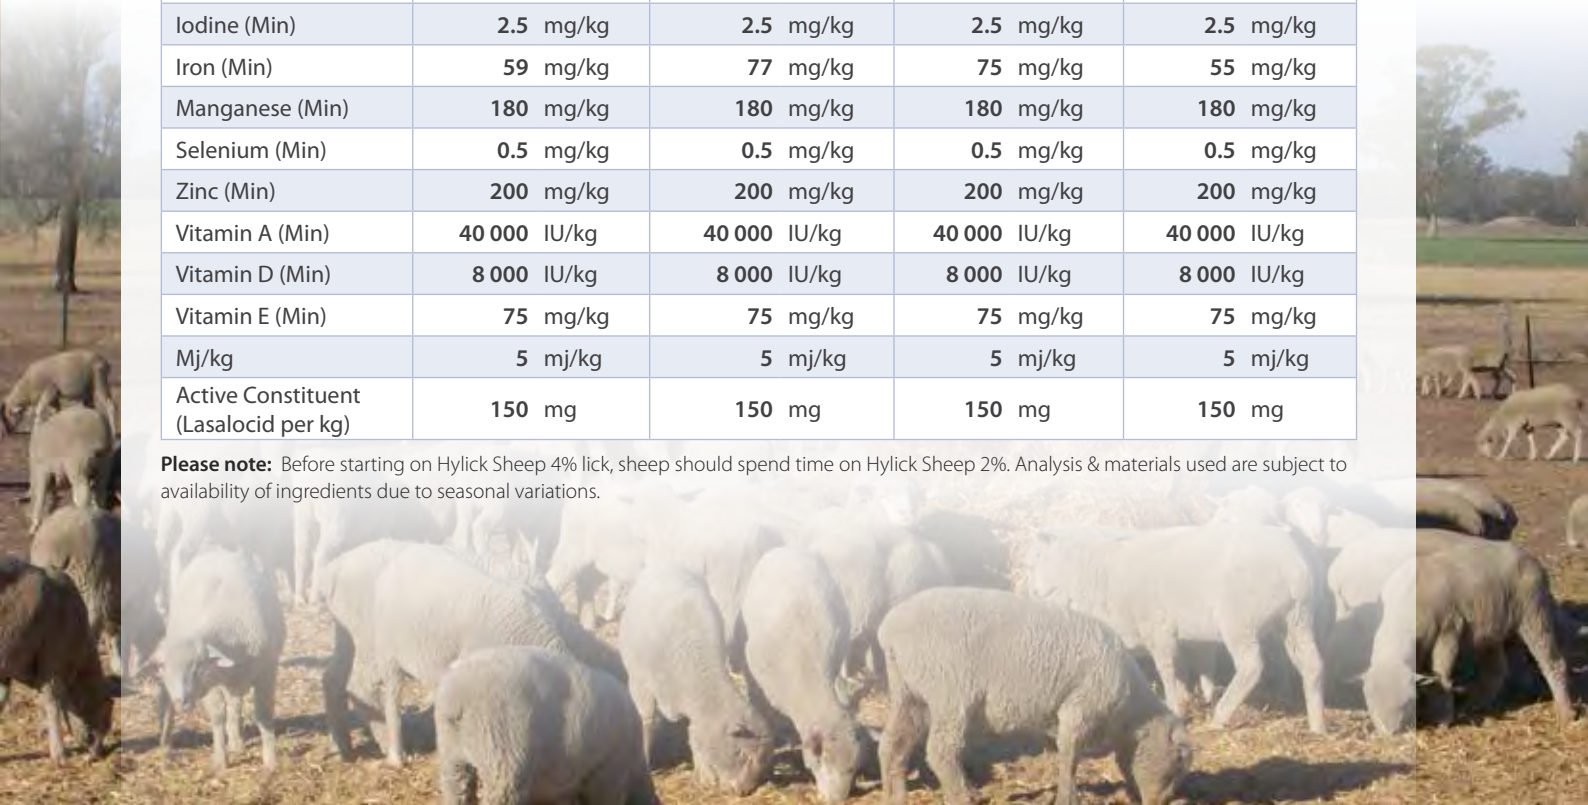 Iodine (Min) 2.5 mg/kg 2.5 mg/kg 2.5 mg/kg 2.5 mg/kg
Iron (Min) 59 mg/kg 77 mg/kg 75 mg/kg 55 mg/kg
Manganese (Min) 180 mg/kg 180 mg/kg 180 mg/kg 180 mg/kg
Selenium (Min) 0.5 mg/kg 0.5 mg/kg 0.5 mg/kg 0.5 mg/kg
Zinc (Min) 200 mg/kg 200 mg/kg 200 mg/kg 200 mg/kg
Vitamin A (Min) 40 000 IU/kg 40 000 IU/kg 40 000 IU/kg 40 000 IU/kg
Vitamin D (Min) 8 000 IU/kg 8 000 IU/kg 8 000 IU/kg 8 000 IU/kg
Vitamin E (Min) 75 mg/kg 75 mg/kg 75 mg/kg 75 mg/kg
Mj/kg 5 mj/kg 5 mj/kg 5 mj/kg 5 mj/kg
Active Constituent
(Lasalocid per kg) 150 mg 150 mg 150 mg 150 mg
Please note: Before starting on Hylick Sheep 4% lick, sheep should spend time on Hylick Sheep 2%. Analysis & materials used are subject to
availability of ingredients due to seasonal variations.